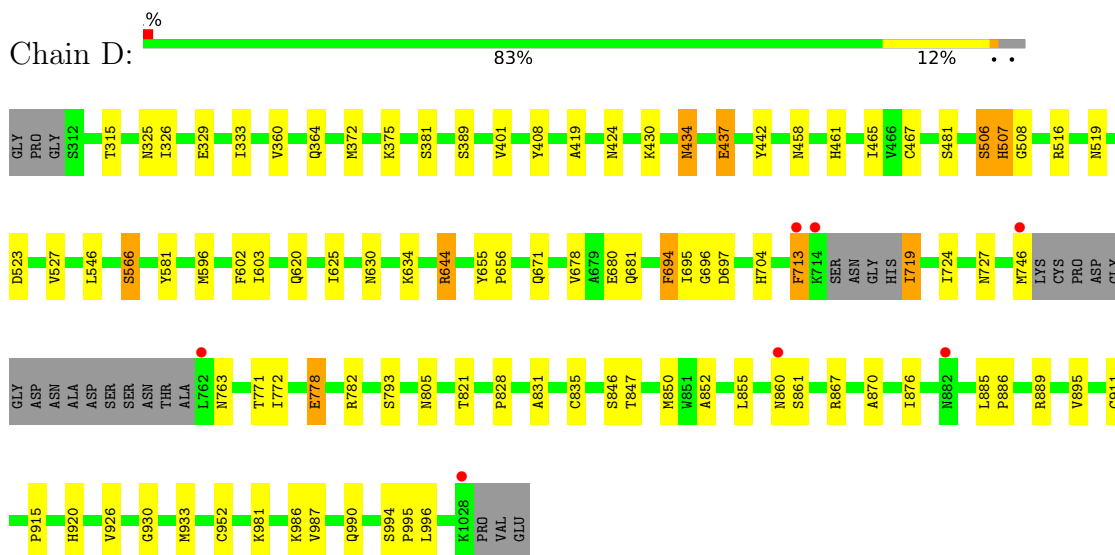 .%
Chain D:
83% 12% • •
GLY PRO GLY S312 T315 N325 I326 E329 I333 V360 Q364 M372 K375 S381 S389 V401 Y408 A419 N424 K430 N434 E437 Y442 N458 H461 I465 V466 C467 S481 S506 H507 G508 R516 N519
D523 V527 L546 S566 Y581 M596 F602 I603 Q620 I625 N630 K634 R644 Y655 P656 Q671 V678 A679 E680 Q681 F694 I695 G696 D697 H704 F713 K714 SER ASN GLY HIS I719 I724 N727 M746 LYS CYS PRO ASP GLY
GLY ASP ASN ALA ASP SER SER ASN THR ALA L762 N763 T771 I772 E778 R782 S793 N805 T821 P828 A831 C835 S846 T847 M850 W851 A852 L855 N860 S861 R867 A870 I876 N882 L885 P886 R889 V895 G911
P915 H920 V926 G930 M933 C952 K981 K986 V987 Q990 S994 P995 L996 K1028 PRO VAL GLU